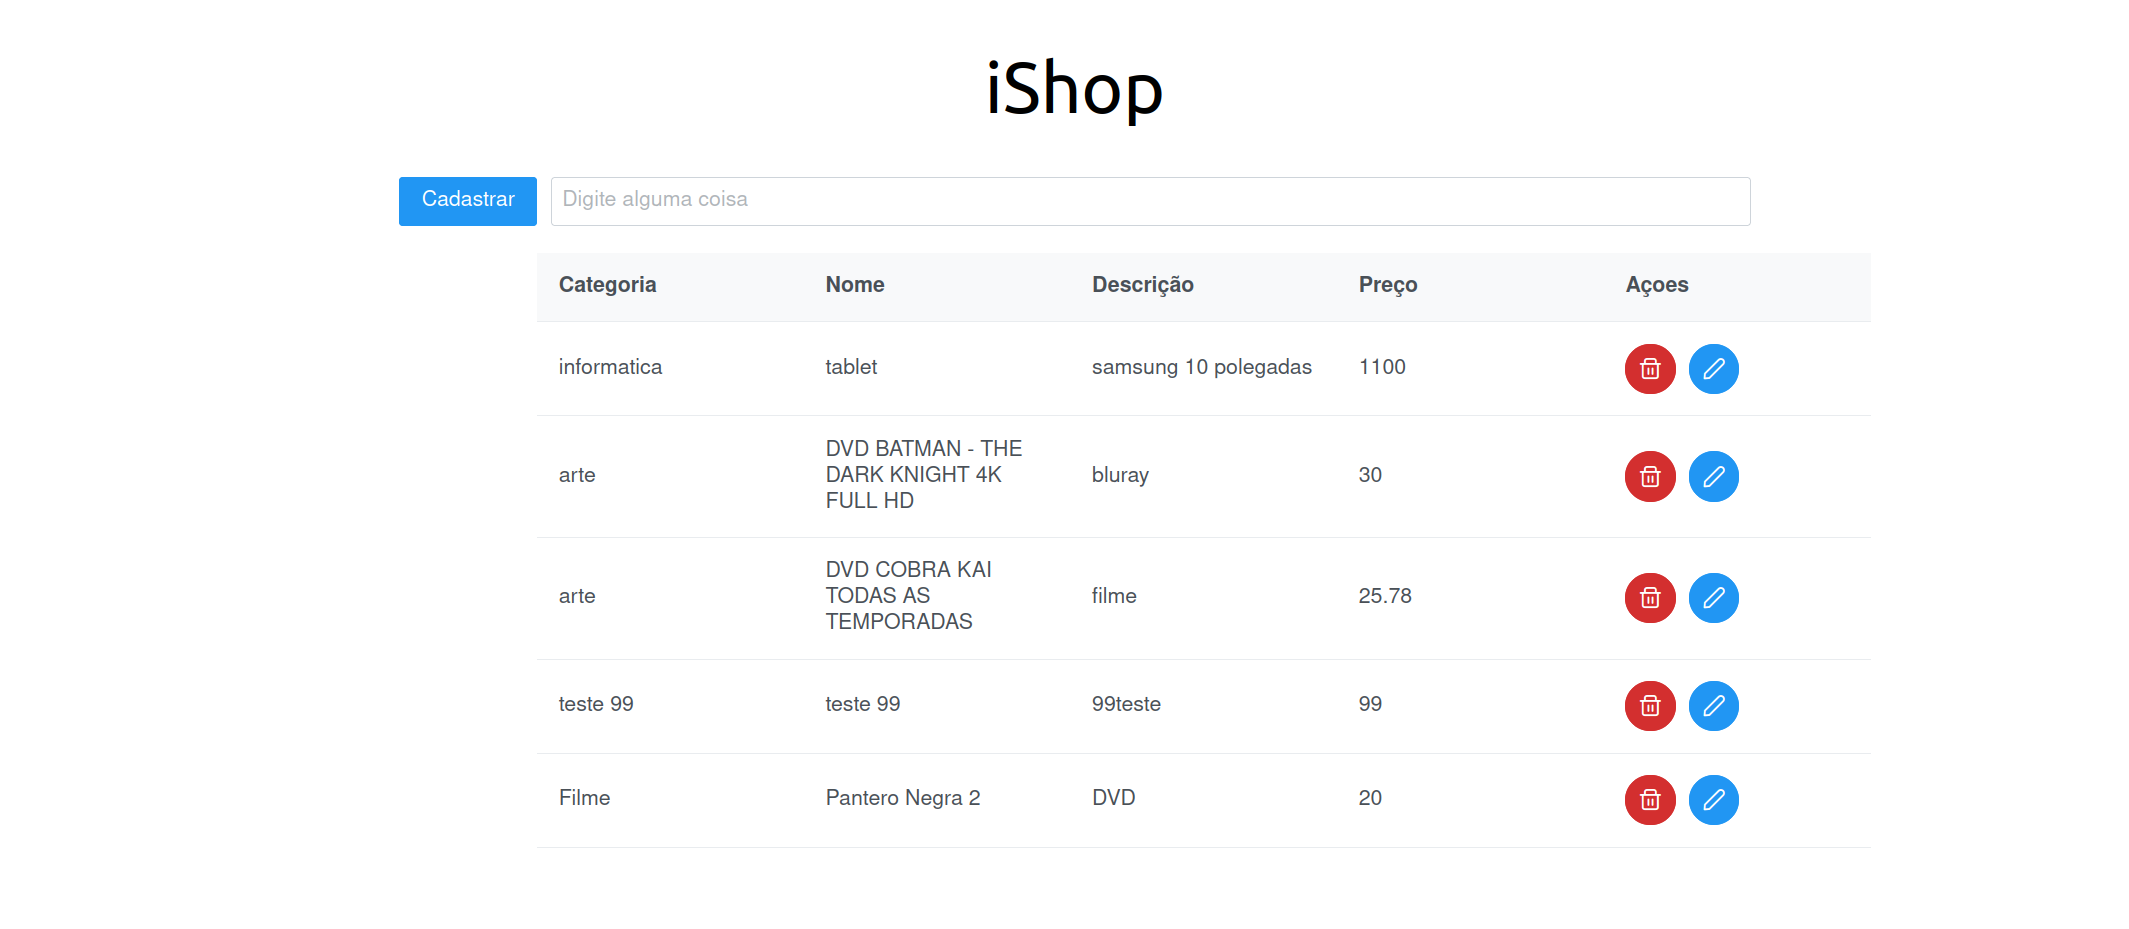 iShop
Cadastrar Digite alguma coisa
Categoria Nome Descrição Preço Açoes
informatica tablet samsung 10 polegadas 1100
DVD BATMAN - THE
arte DARK KNIGHT 4K bluray 30
FULL HD
DVD COBRA KAI
arte TODAS AS filme 25.78
TEMPORADAS
teste 99 teste 99 99teste 99
Filme Pantero Negra 2 DVD 20